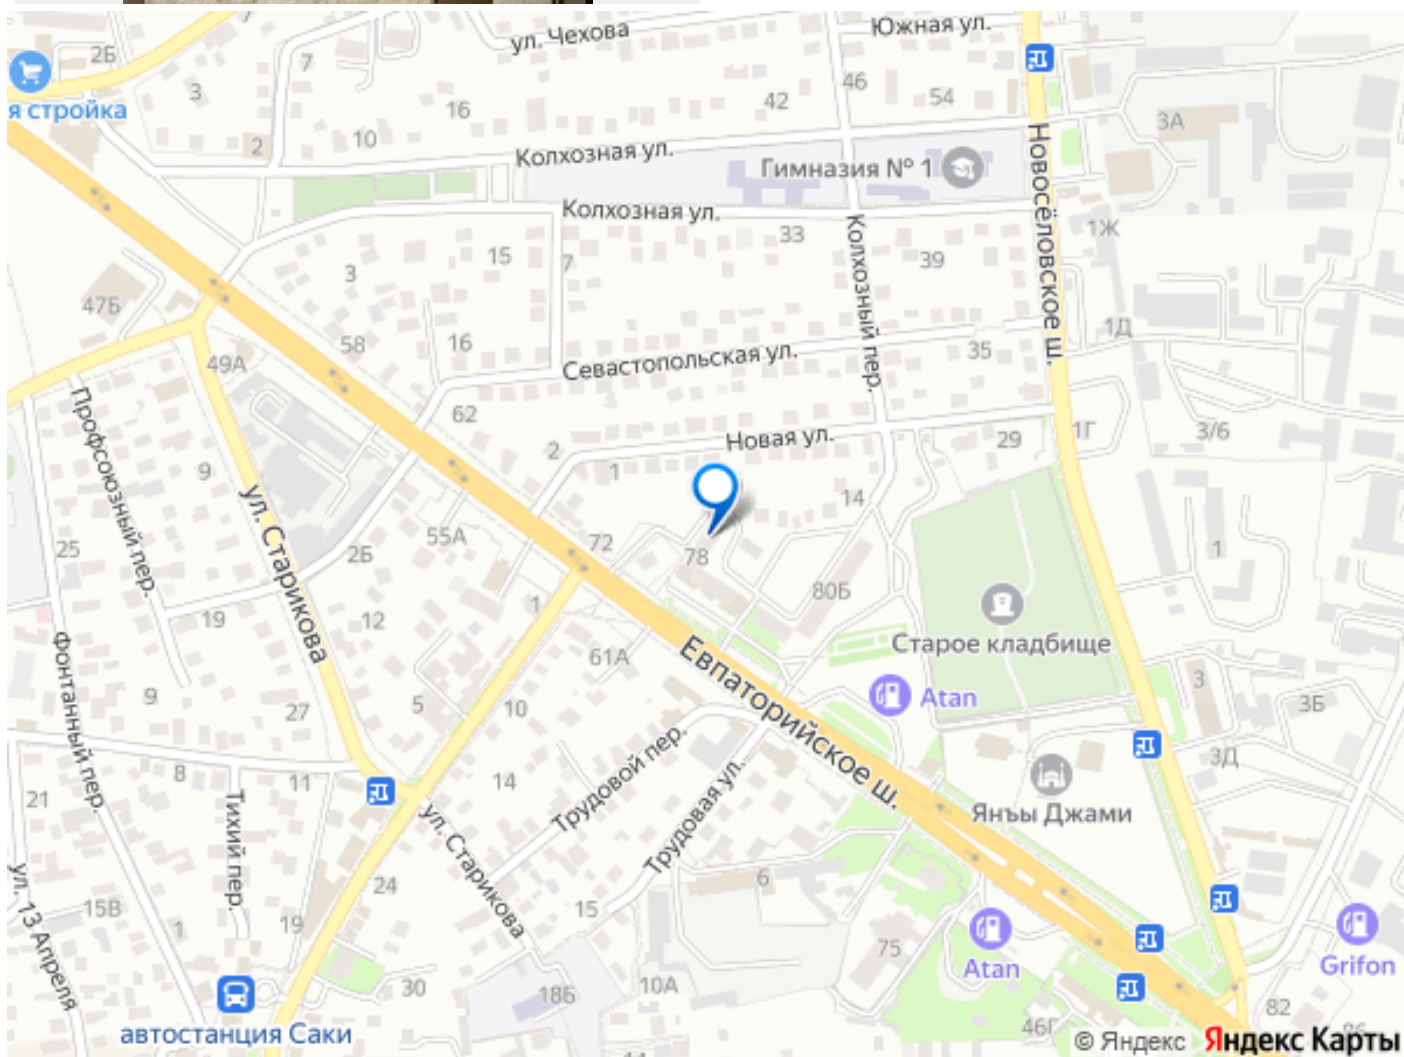 ул. Чехова
Южная ул.
2Б
7
3
я стройка
16
42
46
54
3А
2
10
Колхозная ул.
Гимназия № 1
Новосёловское ш.
Колхозная ул.
33
Колхозный пер.
39
1Ж
15
7
3
47Б
58
16
1Д
49А
Севастопольская ул.
35
62
Профсоюзный пер.
2
Новая ул.
29
1Г
3/6
9
1
14
ул. Старикова
55А
72
78
25
2Б
1
80Б
1
19
12
Старое кладбище
Фонтанный пер.
61А
Евпаторийское ш.
9
27
5
10
Atan
3
3Б
3Д
8
11
14
Трудовой пер.
21
Тихий пер.
ул. Старикова
Трудовая ул.
Янъы Джами
6
24
ул. 13 Апреля
15В
1
19
15
75
Atan
Grifon
30
18Б
10А
46Г
82
86
автостанция Саки
14
© Яндекс Яндекс Карты